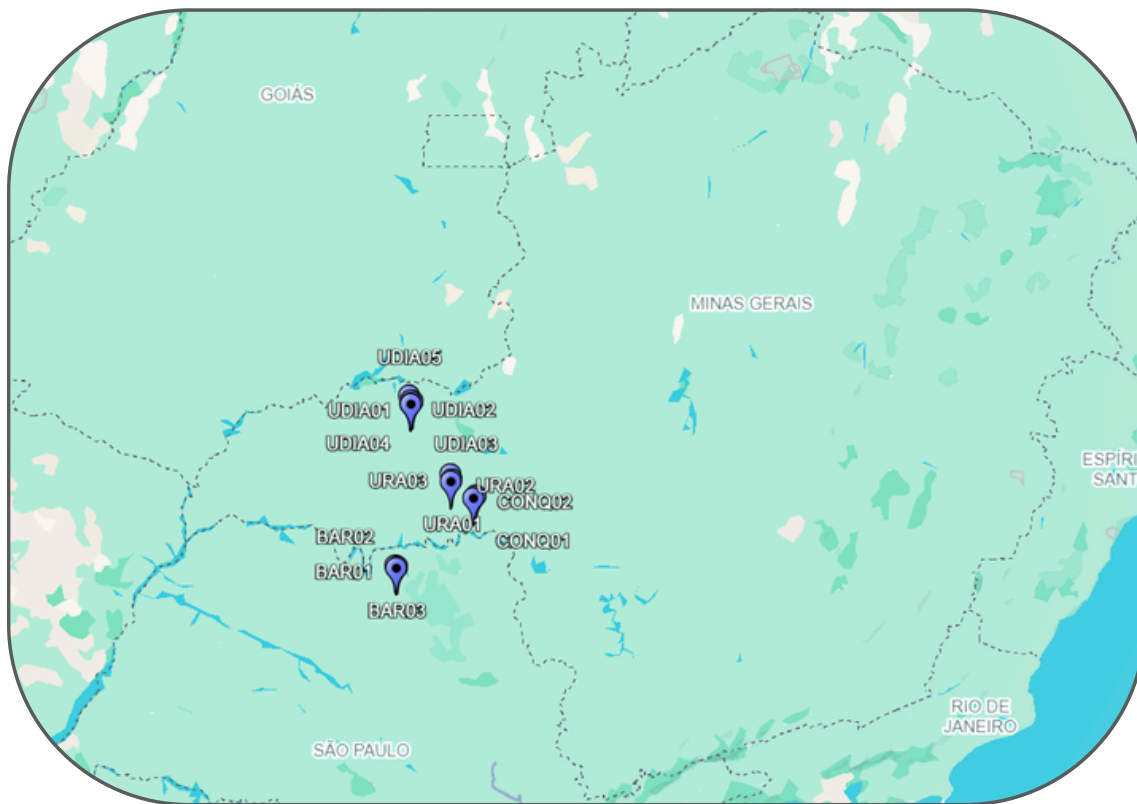 GOIÁS
MINAS GERAIS
UDIA05
UDIA01
UDIA02
UDIA04
UDIA03
ESPÍRI
SANT
URA03
URA02
CONQ02
URA01
BAR02
CONQ01
BAR01
BAR03
RIO DE
JANEIRO
SÃO PAULO